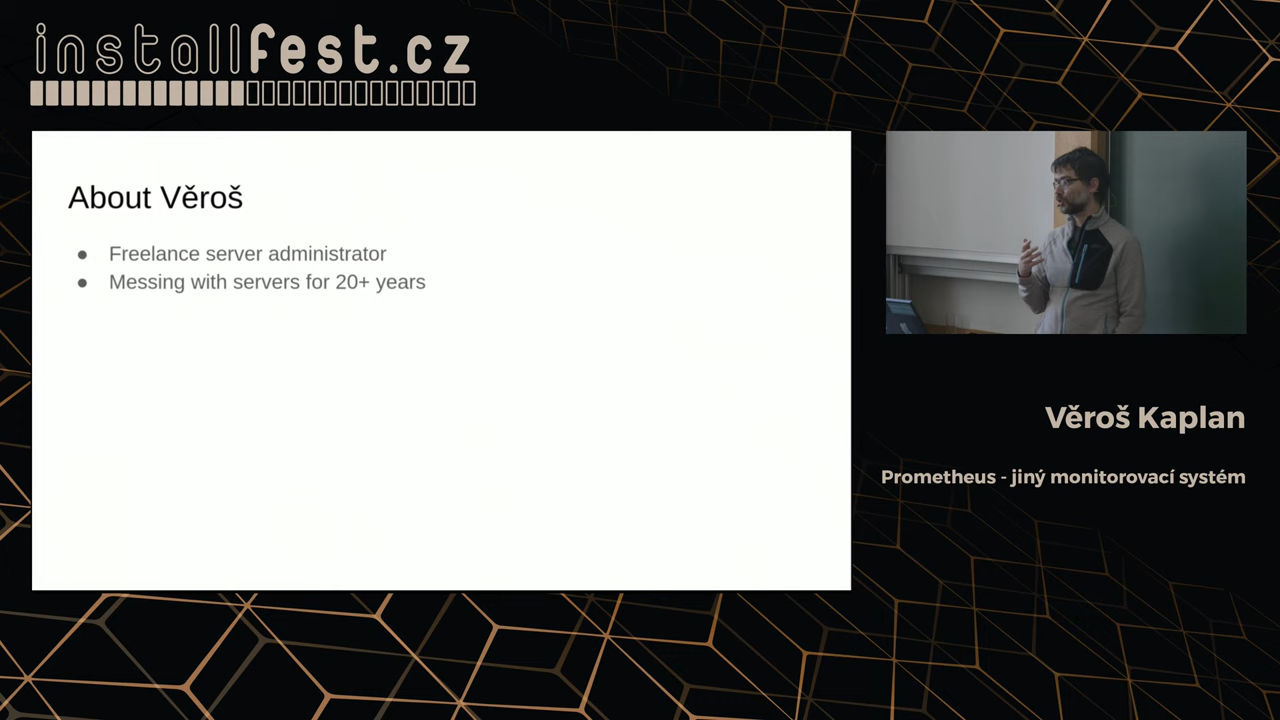 installfest.cz
About Věroš
Freelance server administrator
Messing with servers for 20+ years
Věroš Kaplan
Prometheus - jiný monitorovací systém